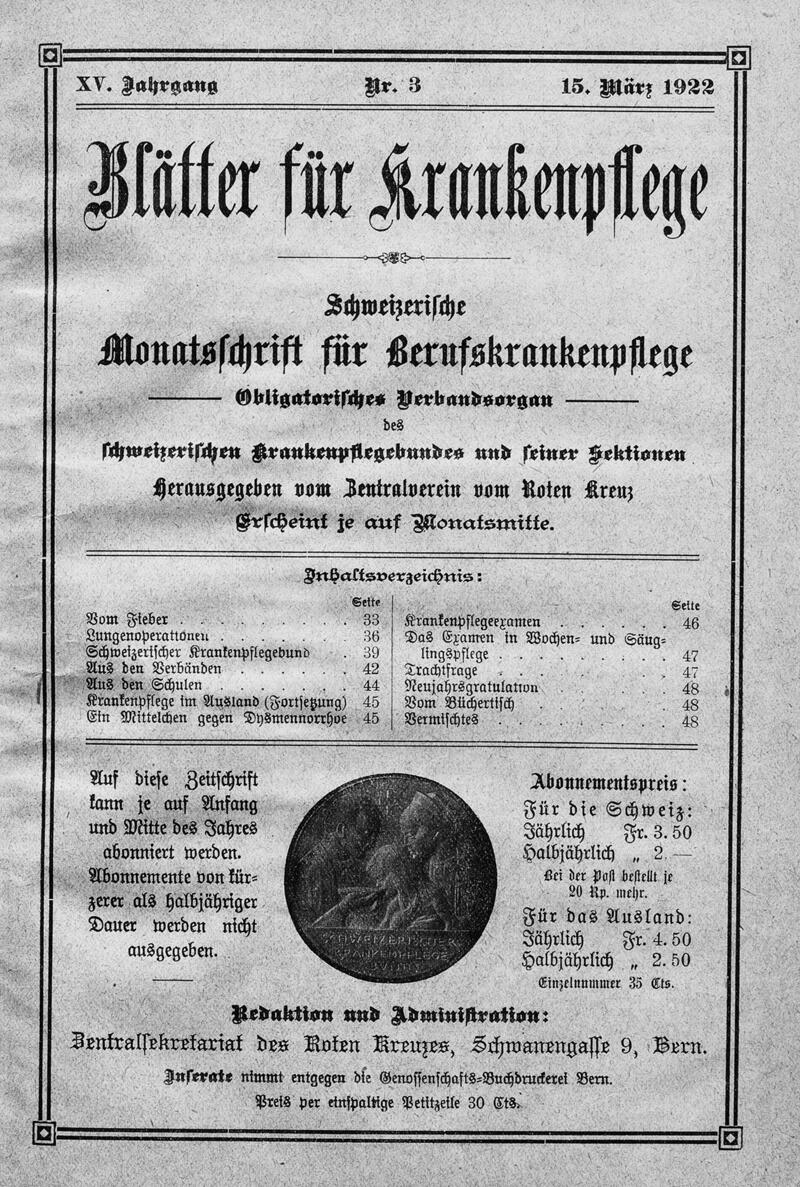 XV. Jahrgang Nr. 3 15. März 1922
Blätter für Krankenpflege
Schweizerische
Monatsschrift für Berufskrankenpflege
Obligatorisches Verbandsorgan
des
schweizerischen Krankenpflegebundes und seiner Sektionen
Herausgegeben vom Zentralverein vom Roten Kreuz
Erscheint je auf Monatsmitte.
Inhaltsverzeichnis:
Seite
Vom Fieber . . . . . . . . . 33
Lungenoperationen . . . . . . . 36
Schweizerischer Krankenpflegebund . 39
Aus den Verbänden . . . . . . 42
Aus den Schulen . . . . . . . 44
Krankenpflege im Ausland (Fortsetzung) 45
Ein Mittelchen gegen Dysmennorrhoe 45
Seite
Krankenpflegeexamen . . . . . . 46
Das Examen in Wochen- und Säug-
lingspflege . . . . . . . . . 47
Trachtfrage . . . . . . . . . 47
Neujahrsgratulation . . . . . . 48
Vom Büchertisch . . . . . . . 48
Vermischtes . . . . . . . . . 48
Auf diese Zeitschrift
kann je auf Anfang
und Mitte des Jahres
abonniert werden.
Abonnemente von kür-
zerer als halbjähriger
Dauer werden nicht
ausgegeben.
SCHWEIZERISCHER
KRANKENPFLEGE
BUND
Abonnementspreis:
Für die Schweiz:
Jährlich Fr. 3.50
Halbjährlich „ 2.—
Bei der Post bestellt je
20 Rp. mehr.
Für das Ausland:
Jährlich Fr. 4.50
Halbjährlich „ 2.50
Einzelnummer 35 Cts.
Redaktion und Administration:
Zentralsekretariat des Roten Kreuzes, Schwanengasse 9, Bern.
Inserate nimmt entgegen die Genossenschafts-Buchdruckerei Bern.
Preis per einspaltige Petitzeile 30 Cts.